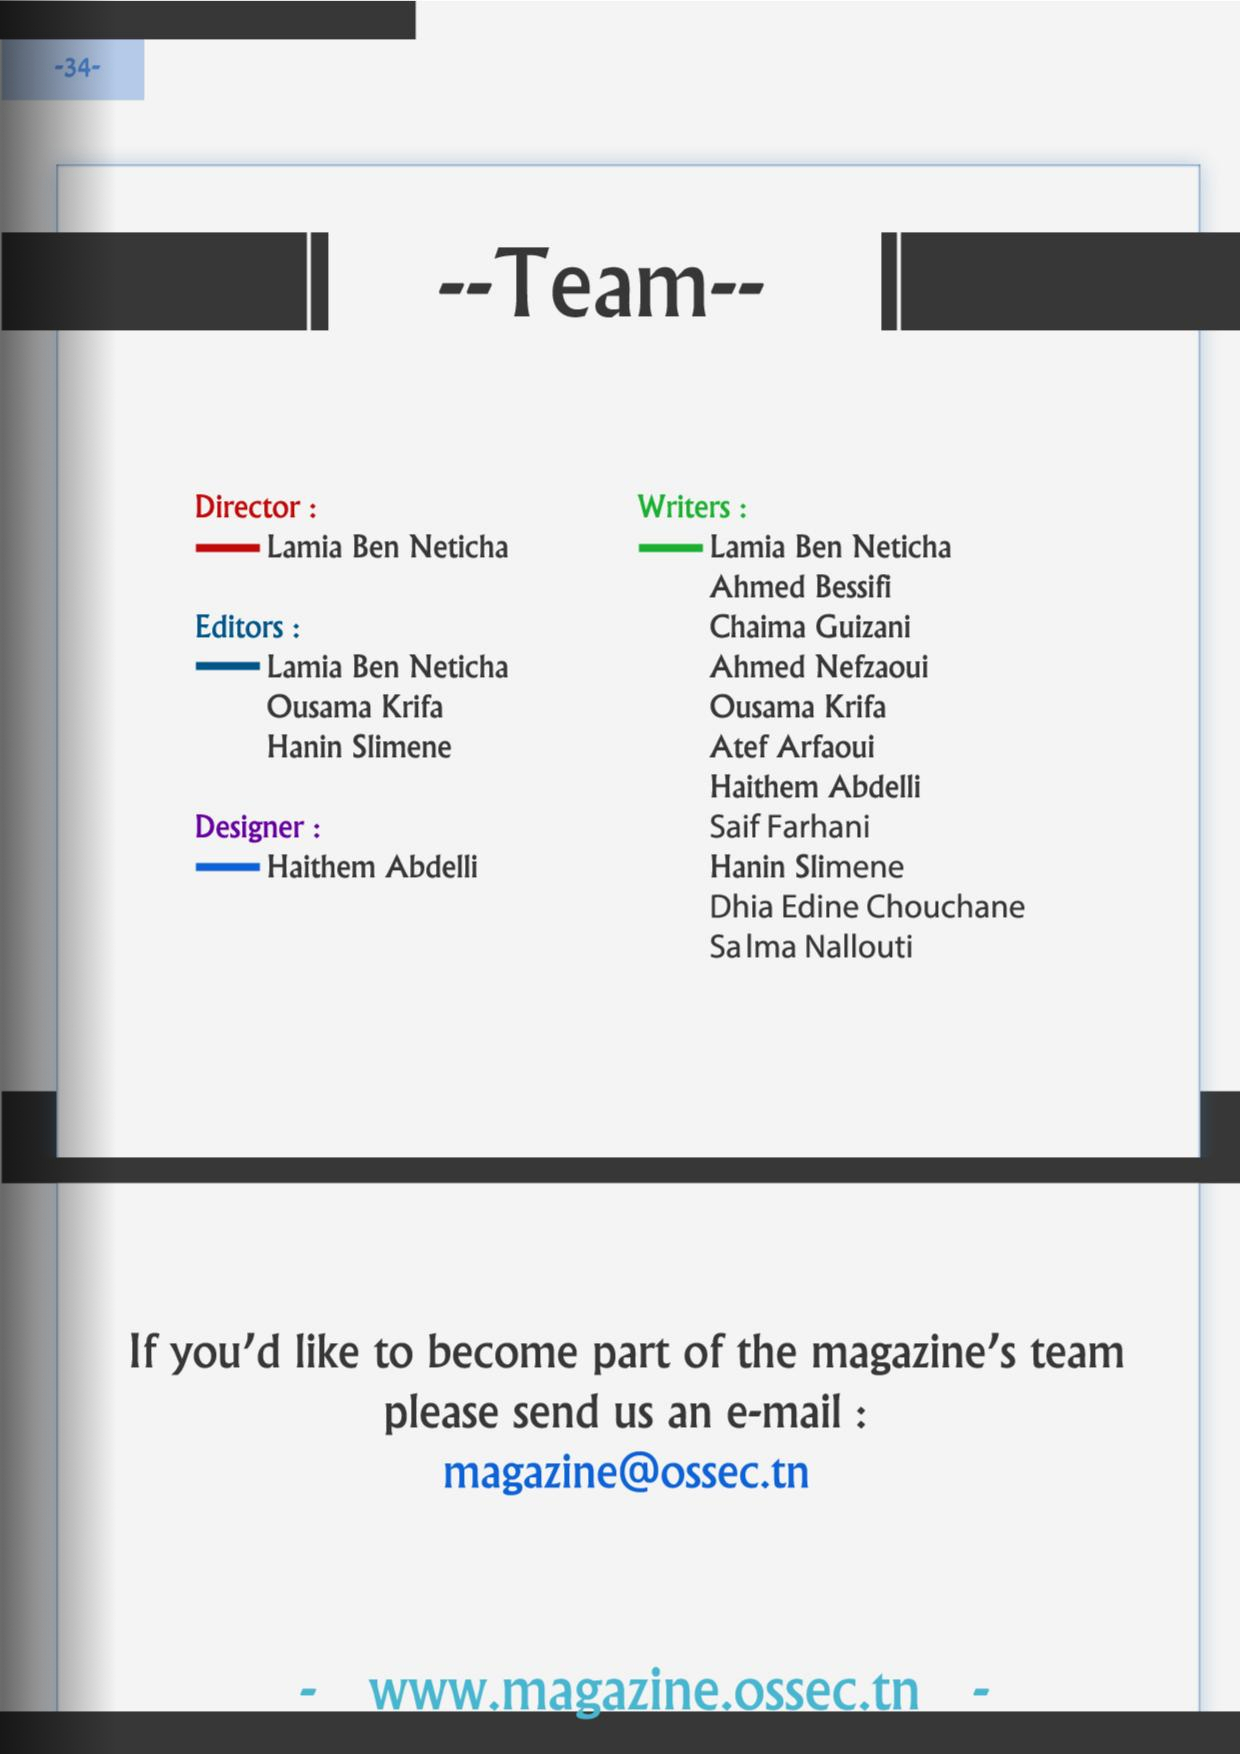 -34-
--Team--
Director :
Lamia Ben Neticha
Editors :
Lamia Ben Neticha
Ousama Krifa
Hanin Slimene
Designer :
Haithem Abdelli
Writers :
Lamia Ben Neticha
Ahmed Bessifi
Chaima Guizani
Ahmed Nefzaoui
Ousama Krifa
Atef Arfaoui
Haithem Abdelli
Saif Farhani
Hanin Slimene
Dhia Edine Chouchane
Salma Nallouti
If you'd like to become part of the magazine's team
please send us an e-mail :
magazine@ossec.tn
- www.magazine.ossec.tn -